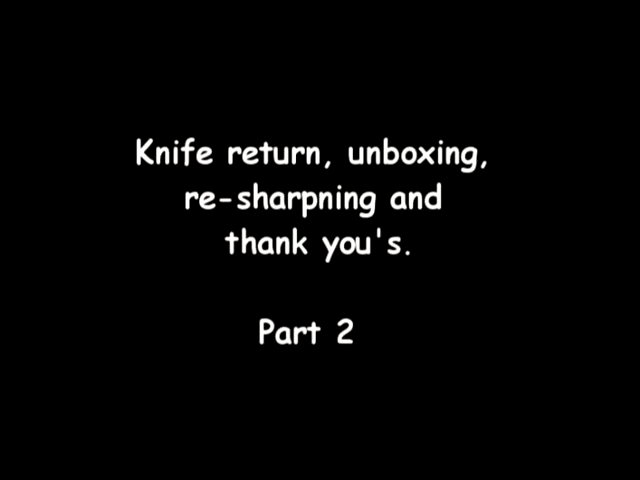 Knife return, unboxing,
re-sharpning and
thank you's.
Part 2